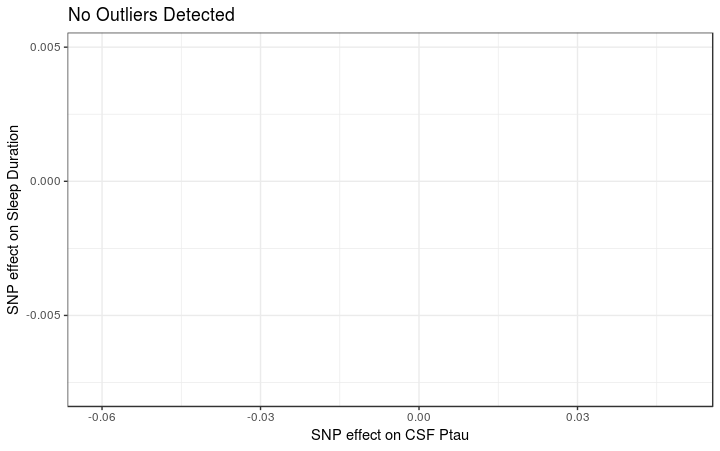 No Outliers Detected
SNP effect on Sleep Duration
0.005
0.000
-0.005
-0.06
-0.03
0.00
0.03
SNP effect on CSF Ptau